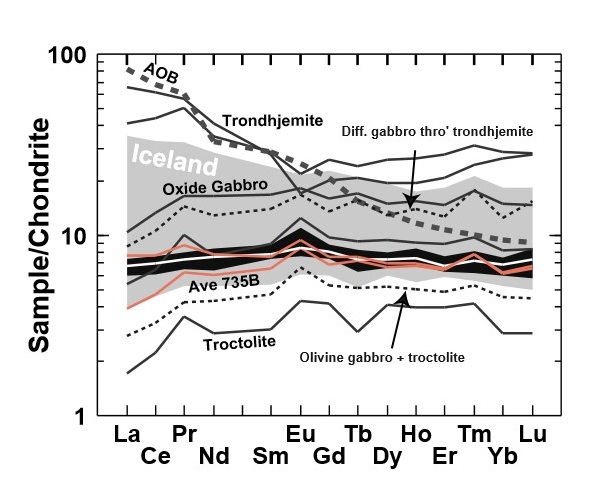 100
AOB
Trondhjemite
Diff. gabbro thro' trondhjemite
Iceland
Oxide Gabbro
Sample/Chondrite
10
Ave 735B
Troctolite
Olivine gabbro + troctolite
1
La Ce Pr Nd Sm Eu Gd Tb Dy Ho Er Tm Yb Lu